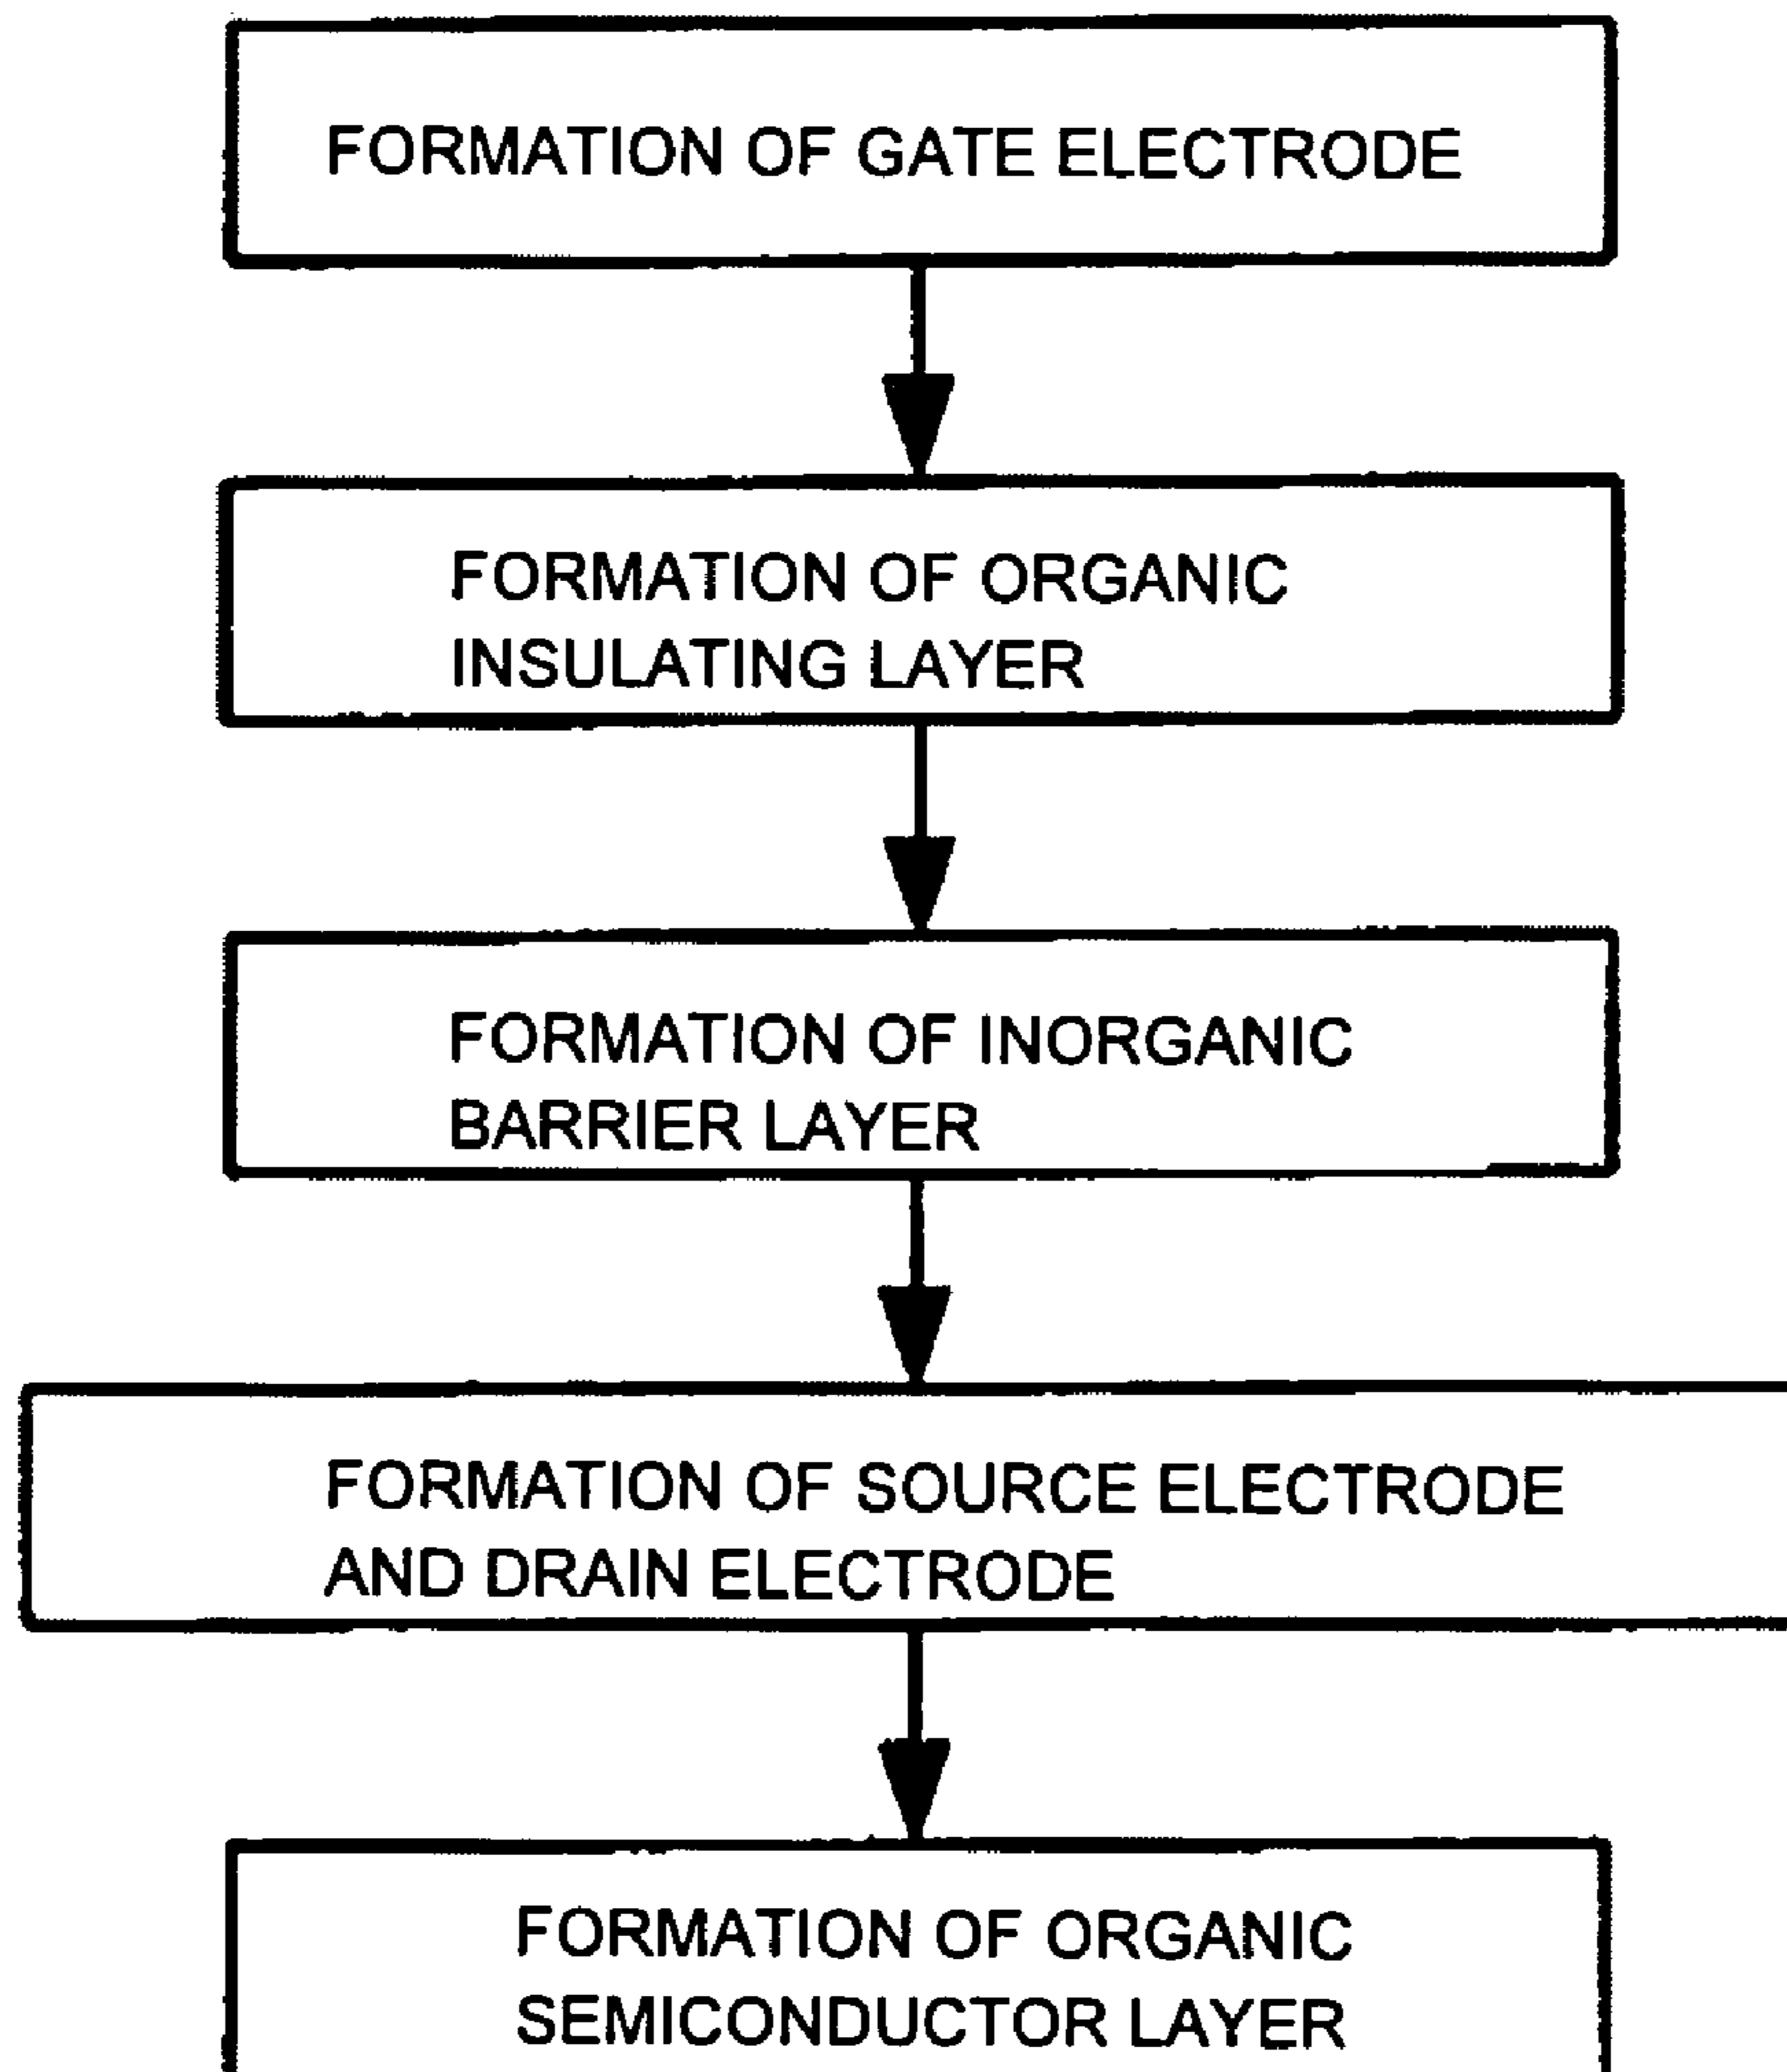 FORMATION OF GATE ELECTRODE
FORMATION OF ORGANIC
INSULATING LAYER
FORMATION OF INORGANIC
BARRIER LAYER
FORMATION OF SOURCE ELECTRODE
AND DRAIN ELECTRODE
FORMATION OF ORGANIC
SEMICONDUCTOR LAYER